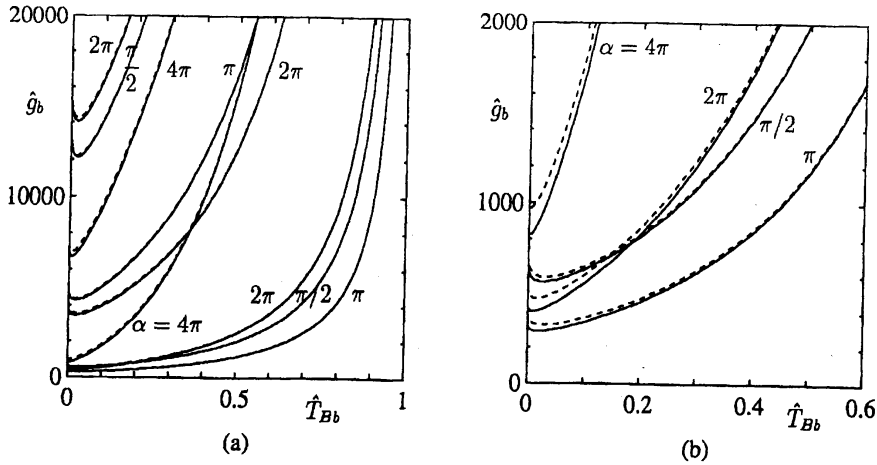 20000
2π
π/2
4π
π
2π
ĝ_b
10000
2π
π/2
π
α = 4π
0
0
0.5
T̂_Bb
1
(a)
2000
α = 4π
2π
ĝ_b
π/2
π
1000
0
0
0.2
0.4
T̂_Bb
0.6
(b)